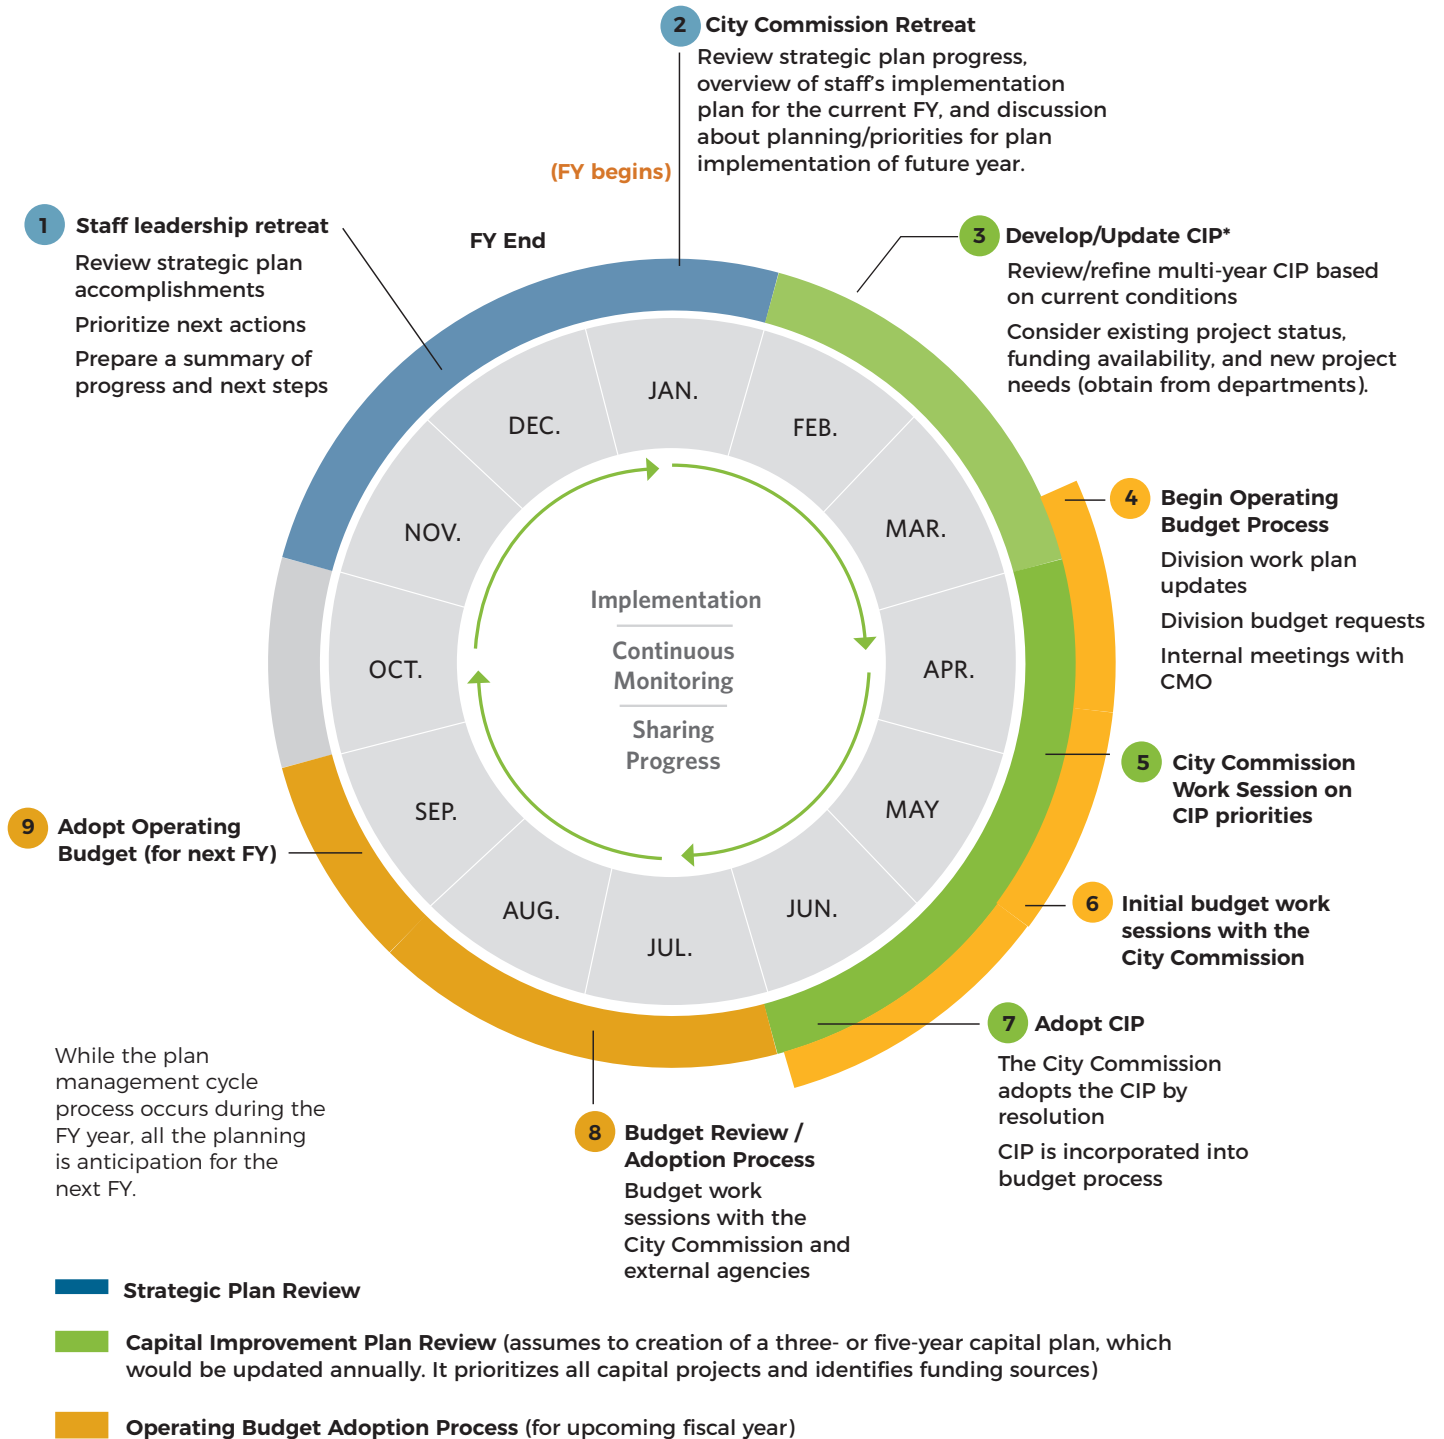 2 City Commission Retreat
Review strategic plan progress,
overview of staff's implementation
plan for the current FY, and discussion
about planning/priorities for plan
implementation of future year.
(FY begins)
1 Staff leadership retreat
Review strategic plan
accomplishments
Prioritize next actions
Prepare a summary of
progress and next steps
FY End
3 Develop/Update CIP*
Review/refine multi-year CIP based
on current conditions
Consider existing project status,
funding availability, and new project
needs (obtain from departments).
JAN.
FEB.
MAR.
APR.
MAY
JUN.
JUL.
AUG.
SEP.
OCT.
NOV.
DEC.
Implementation
Continuous
Monitoring
Sharing
Progress
4 Begin Operating
Budget Process
Division work plan
updates
Division budget requests
Internal meetings with
CMO
5 City Commission
Work Session on
CIP priorities
6 Initial budget work
sessions with the
City Commission
7 Adopt CIP
The City Commission
adopts the CIP by
resolution
CIP is incorporated into
budget process
8 Budget Review /
Adoption Process
Budget work
sessions with the
City Commission and
external agencies
9 Adopt Operating
Budget (for next FY)
While the plan
management cycle
process occurs during the
FY year, all the planning
is anticipation for the
next FY.
Strategic Plan Review
Capital Improvement Plan Review (assumes to creation of a three- or five-year capital plan, which
would be updated annually. It prioritizes all capital projects and identifies funding sources)
Operating Budget Adoption Process (for upcoming fiscal year)